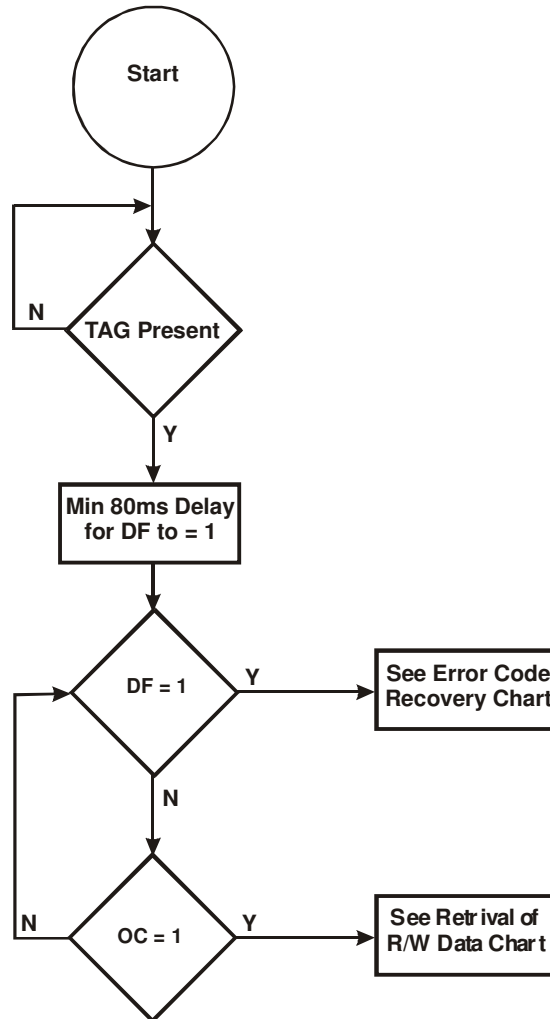 Start
N
TAG Present
Y
Min 80ms Delay
for DF to = 1
DF = 1
Y
See Error Code
Recovery Chart
N
N
OC = 1
Y
See Retrival of
R/W Data Chart